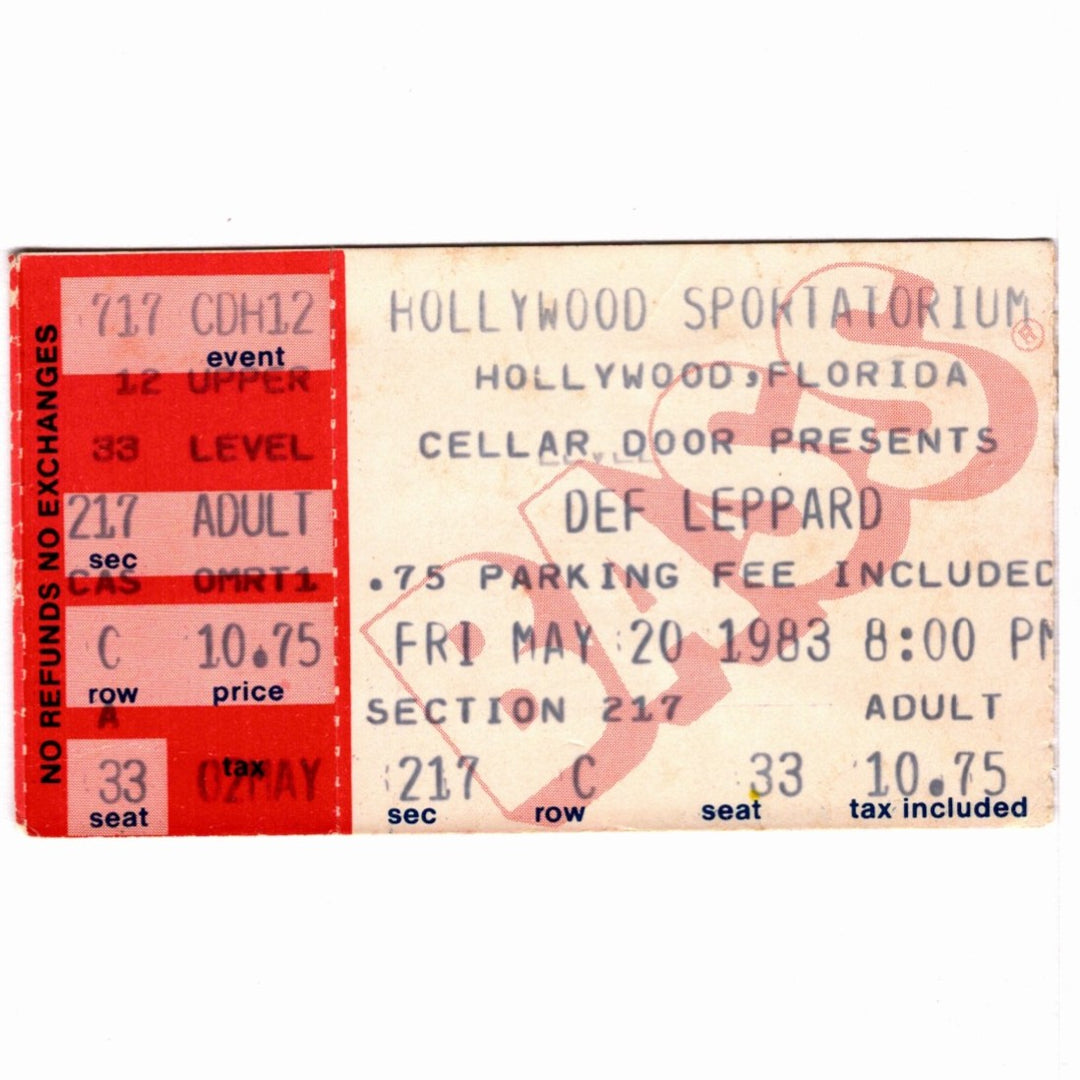 NO REFUNDS NO EXCHANGES
717 CDH12
event
12 UPPER
33 LEVEL
217 ADULT
sec
CAS OMRT1
C 10.75
row price
A
tax
33 02MAY
seat
BASS®
HOLLYWOOD SPORTATORIUM
HOLLYWOOD, FLORIDA
CELLAR DOOR PRESENTS
DEF LEPPARD
.75 PARKING FEE INCLUDED
FRI MAY 20 1983 8:00 PM
SECTION 217 ADULT
217 C 33 10.75
sec row seat tax included